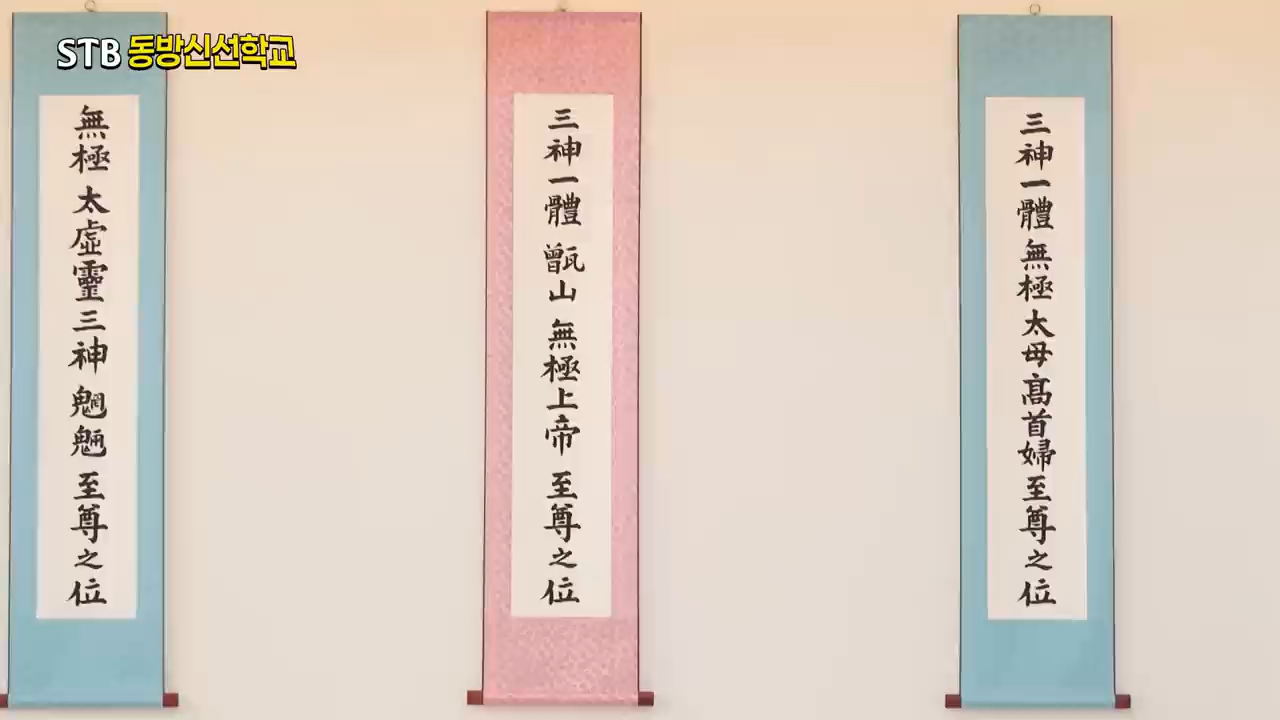 STB 동방신선학교
無極 太虛靈三神 魍魎 至尊之位
三神一體 甑山 無極上帝 至尊之位
三神一體 無極 太母高首婦 至尊之位